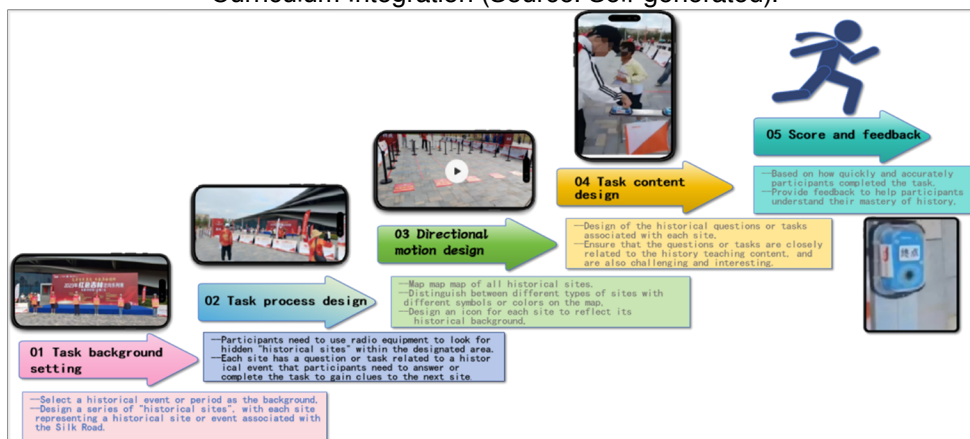 Curriculum Integration (Source: Self-generated).
05 Score and feedback
—Based on how quickly and accurately
participants completed the task.
—Provide feedback to help participants
understand their mastery of history.
04 Task content
design
—Design of the historical questions or tasks
associated with each site.
—Ensure that the questions or tasks are closely
related to the history teaching content, and
are also challenging and interesting.
03 Directional
motion design
—Map map map of all historical sites.
—Distinguish between different types of sites with
different symbols or colors on the map.
—Design an icon for each site to reflect its
historical background.
02 Task process design
—Participants need to use radio equipment to look for
hidden "historical sites" within the designated area.
—Each site has a question or task related to a histor
ical event that participants need to answer or
complete the task to gain clues to the next site.
01 Task background
setting
—Select a historical event or period as the background.
—Design a series of "historical sites", with each site
representing a historical site or event associated with
the Silk Road.
终点